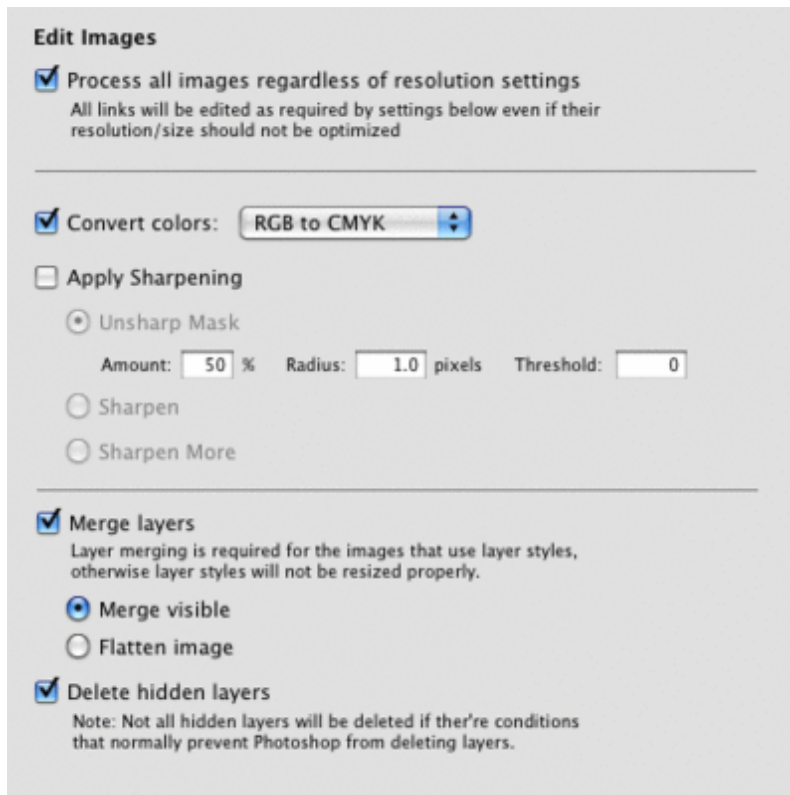 Edit Images
Process all images regardless of resolution settings
All links will be edited as required by settings below even if their
resolution/size should not be optimized
Convert colors: RGB to CMYK
Apply Sharpening
Unsharp Mask
Amount: 50 % Radius: 1.0 pixels Threshold: 0
Sharpen
Sharpen More
Merge layers
Layer merging is required for the images that use layer styles,
otherwise layer styles will not be resized properly.
Merge visible
Flatten image
Delete hidden layers
Note: Not all hidden layers will be deleted if ther're conditions
that normally prevent Photoshop from deleting layers.